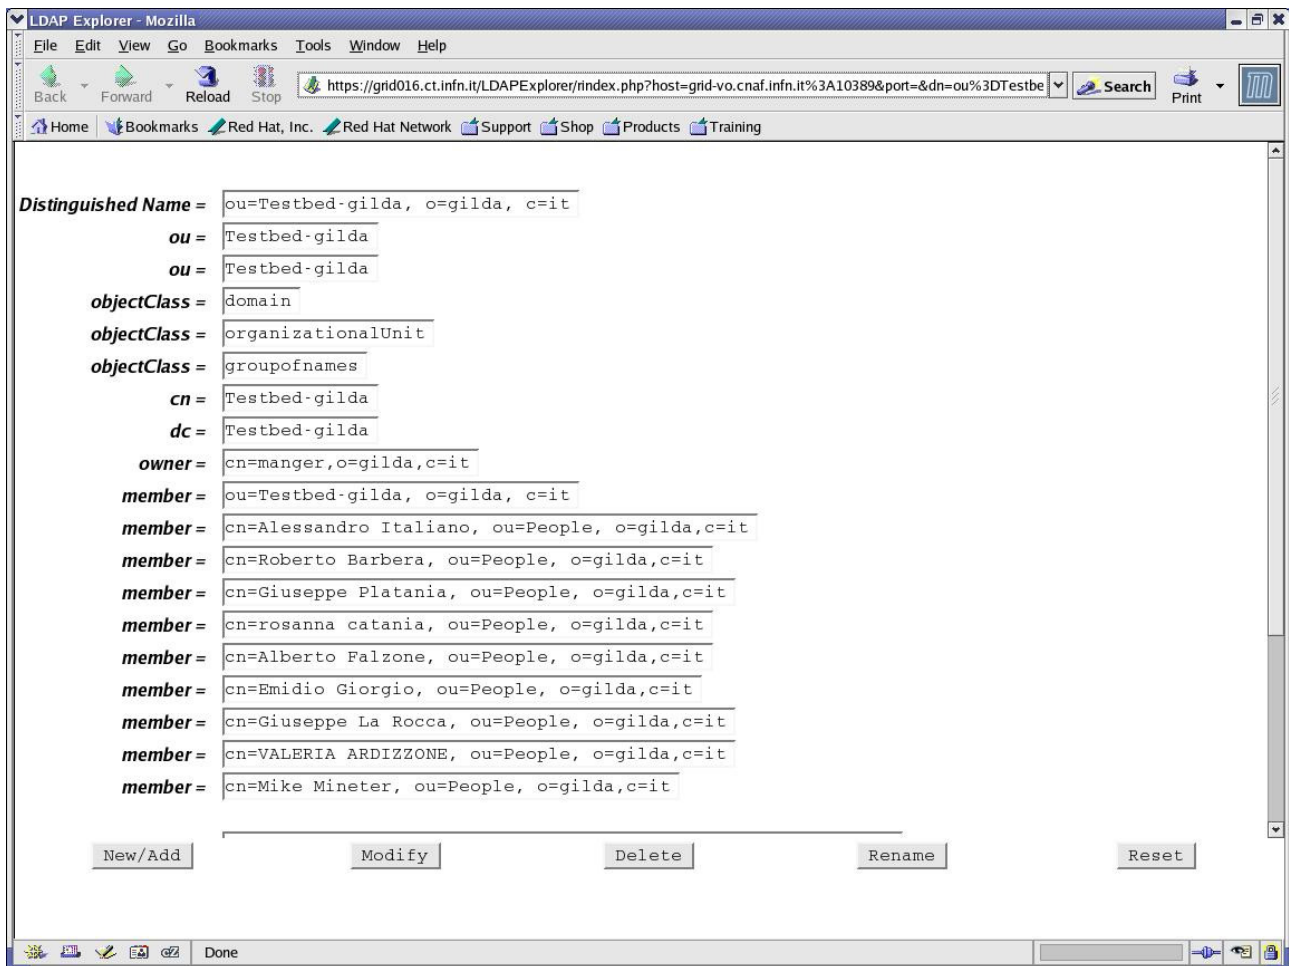 LDAP Explorer - Mozilla
File Edit View Go Bookmarks Tools Window Help
Back Forward Reload Stop https://grid016.ct.infn.it/LDAPExplorer/rindex.php?host=grid-vo.cnaf.infn.it%3A10389&port=&dn=ou%3DTestbe Search Print
Home Bookmarks Red Hat, Inc. Red Hat Network Support Shop Products Training
Distinguished Name = ou=Testbed-gilda, o=gilda, c=it
ou = Testbed-gilda
ou = Testbed-gilda
objectClass = domain
objectClass = organizationalUnit
objectClass = groupofnames
cn = Testbed-gilda
dc = Testbed-gilda
owner = cn=manger,o=gilda,c=it
member = ou=Testbed-gilda, o=gilda, c=it
member = cn=Alessandro Italiano, ou=People, o=gilda,c=it
member = cn=Roberto Barbera, ou=People, o=gilda,c=it
member = cn=Giuseppe Platania, ou=People, o=gilda,c=it
member = cn=rosanna catania, ou=People, o=gilda,c=it
member = cn=Alberto Falzone, ou=People, o=gilda,c=it
member = cn=Emidio Giorgio, ou=People, o=gilda,c=it
member = cn=Giuseppe La Rocca, ou=People, o=gilda,c=it
member = cn=VALERIA ARDIZZONE, ou=People, o=gilda,c=it
member = cn=Mike Mineter, ou=People, o=gilda,c=it
New/Add Modify Delete Rename Reset
Done